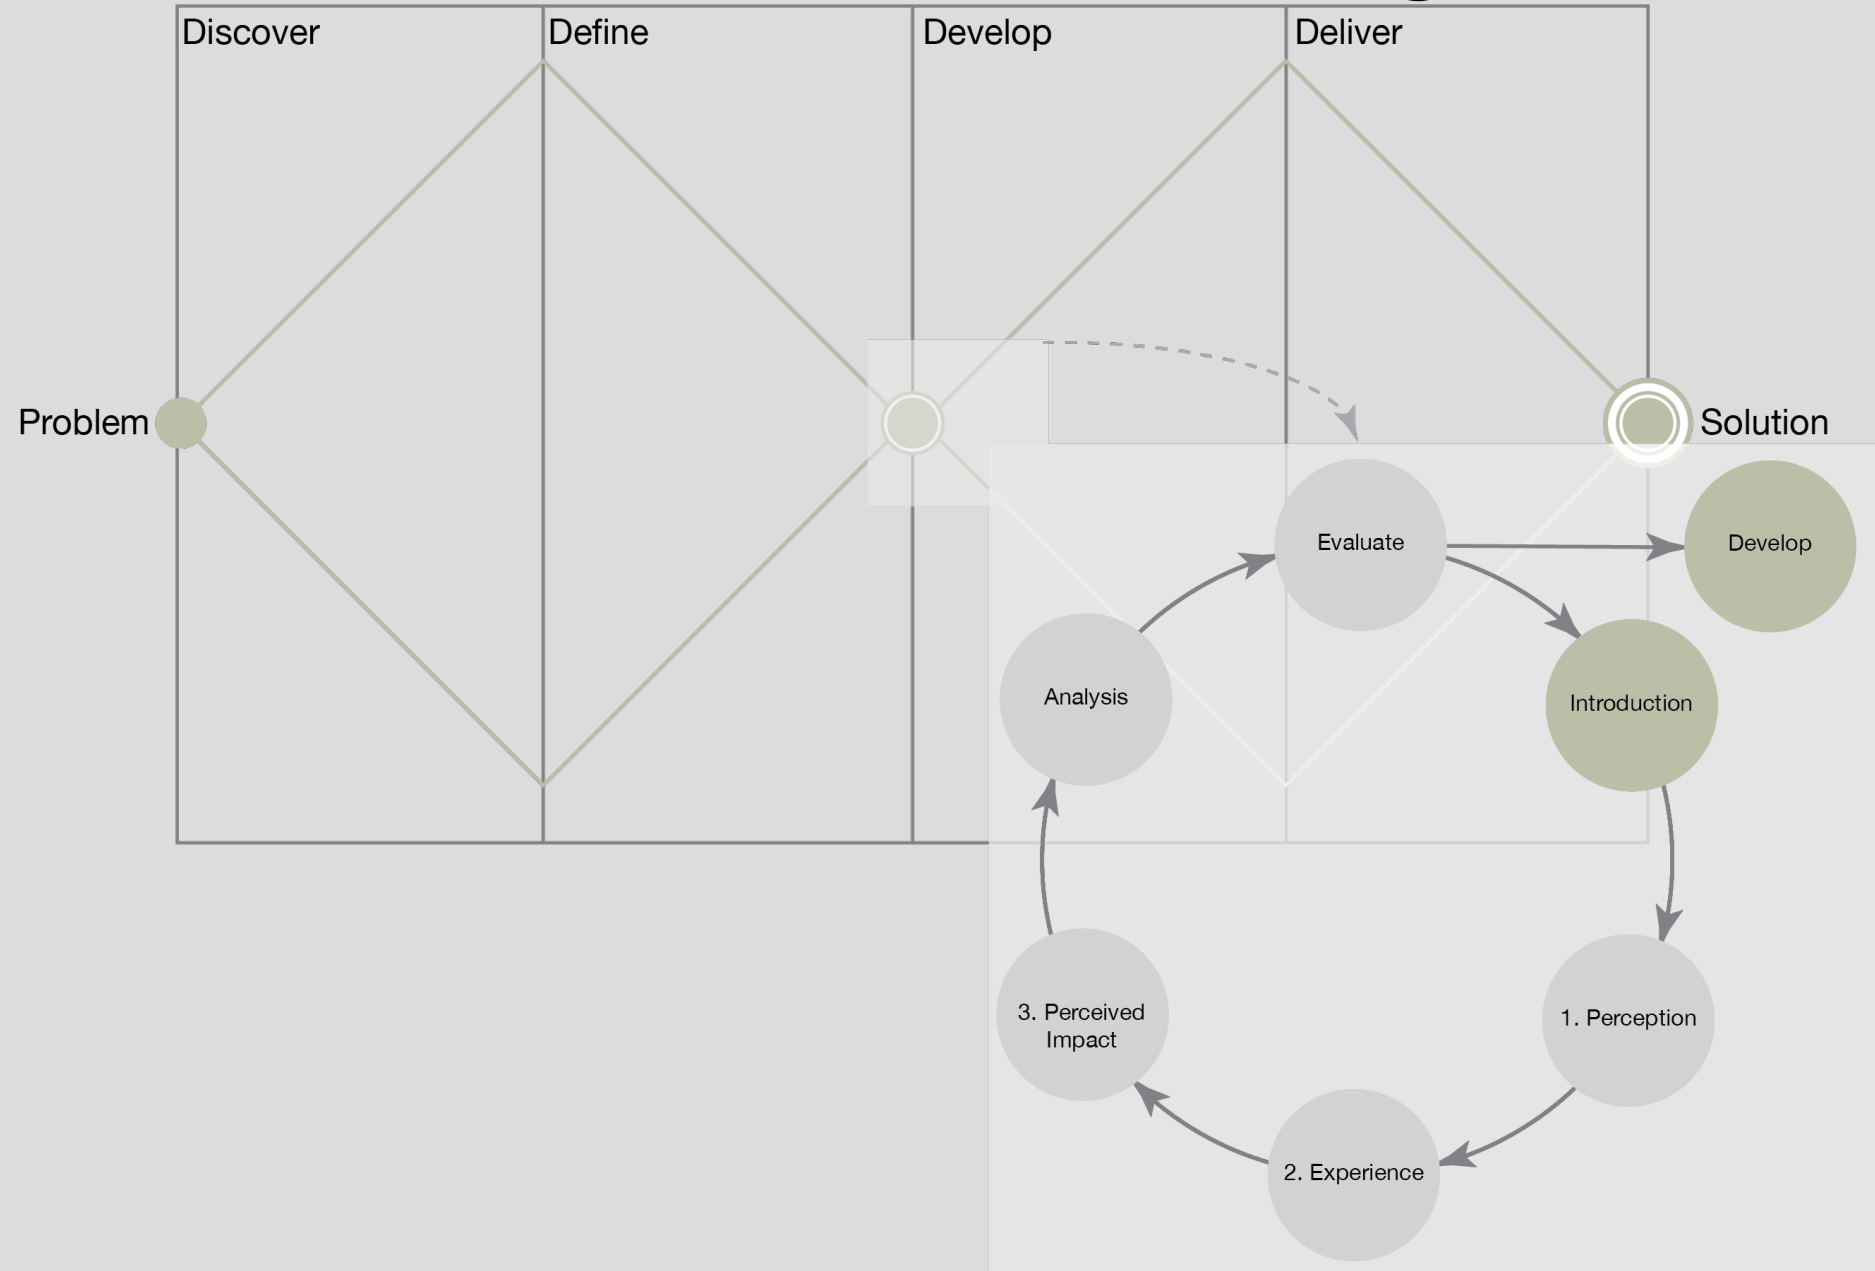 Discover
Define
Develop
Deliver
Problem
Solution
Evaluate
Develop
Analysis
Introduction
3. Perceived
Impact
1. Perception
2. Experience